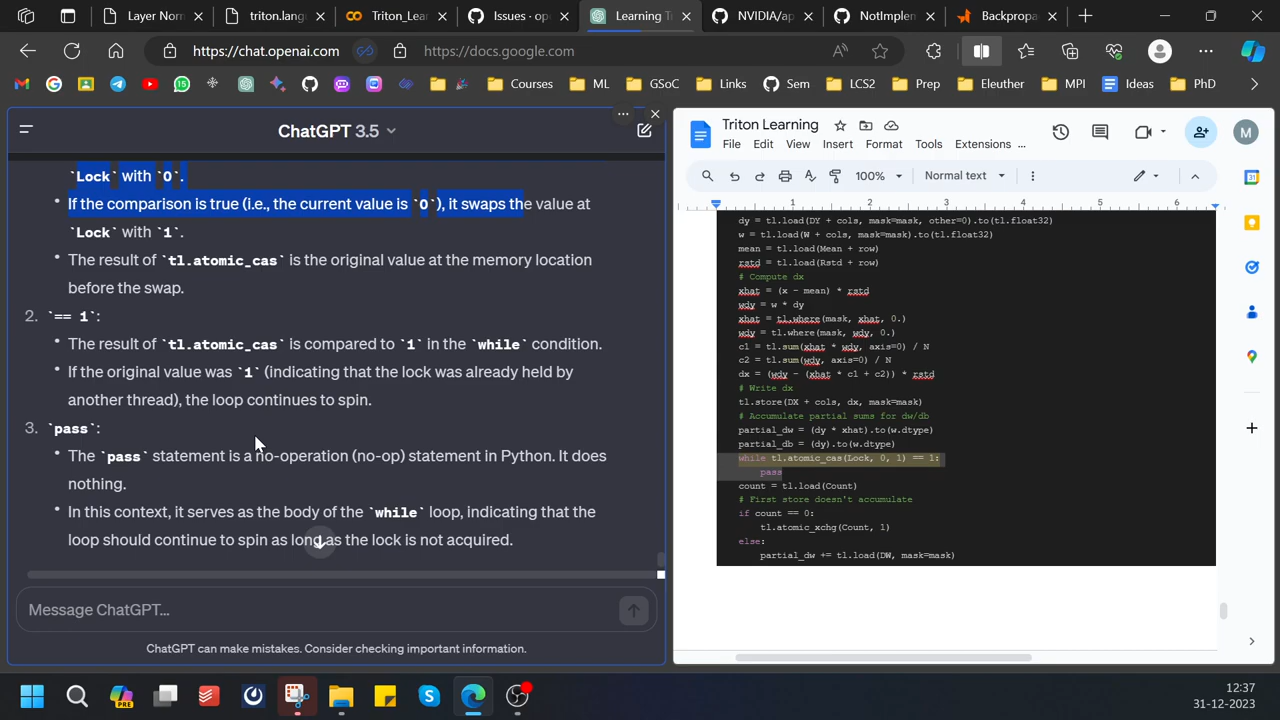 Layer Norm
triton.lang
Triton_Lea
Issues · op
Learning T
NVIDIA/ap
NotImplem
Backpropa
https://chat.openai.com
https://docs.google.com
Courses
ML
GSoC
Links
Sem
LCS2
Prep
Eleuther
MPI
Ideas
PhD
ChatGPT 3.5
`Lock` with `0`.
If the comparison is true (i.e., the current value is `0`), it swaps the value at
`Lock` with `1`.
The result of `tl.atomic_cas` is the original value at the memory location
before the swap.
2. `== 1`:
The result of `tl.atomic_cas` is compared to `1` in the `while` condition.
If the original value was `1` (indicating that the lock was already held by
another thread), the loop continues to spin.
3. `pass`:
The `pass` statement is a no-operation (no-op) statement in Python. It does
nothing.
In this context, it serves as the body of the `while` loop, indicating that the
loop should continue to spin as long as the lock is not acquired.
Message ChatGPT...
ChatGPT can make mistakes. Consider checking important information.
Triton Learning
File Edit View Insert Format Tools Extensions ...
M
100%
Normal text
1 2 3 4 5 6
dy = tl.load(DY + cols, mask=mask, other=0).to(tl.float32)
w = tl.load(W + cols, mask=mask).to(tl.float32)
mean = tl.load(Mean + row)
rstd = tl.load(Rstd + row)
# Compute dx
xhat = (x - mean) * rstd
wdy = w * dy
xhat = tl.where(mask, xhat, 0.)
wdy = tl.where(mask, wdy, 0.)
c1 = tl.sum(xhat * wdy, axis=0) / N
c2 = tl.sum(wdy, axis=0) / N
dx = (wdy - (xhat * c1 + c2)) * rstd
# Write dx
tl.store(DX + cols, dx, mask=mask)
# Accumulate partial sums for dw/db
partial_dw = (dy * xhat).to(w.dtype)
partial_db = (dy).to(w.dtype)
while tl.atomic_cas(Lock, 0, 1) == 1:
pass
count = tl.load(Count)
# First store doesn't accumulate
if count == 0:
tl.atomic_xchg(Count, 1)
else:
partial_dw += tl.load(DW, mask=mask)
PRE
12:37
31-12-2023